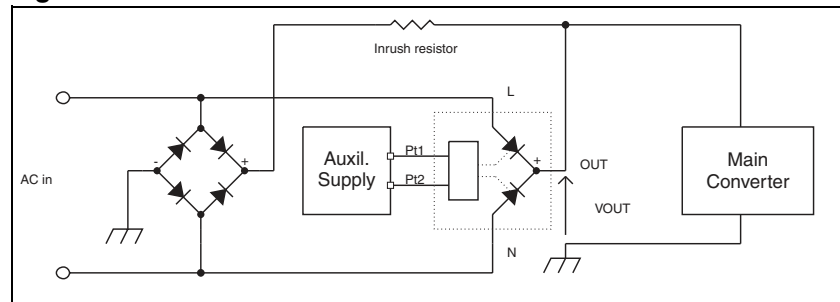 Inrush resistor
L
AC in
-
+
Auxil.
Supply
Pt1
Pt2
+
OUT
VOUT
N
Main
Converter